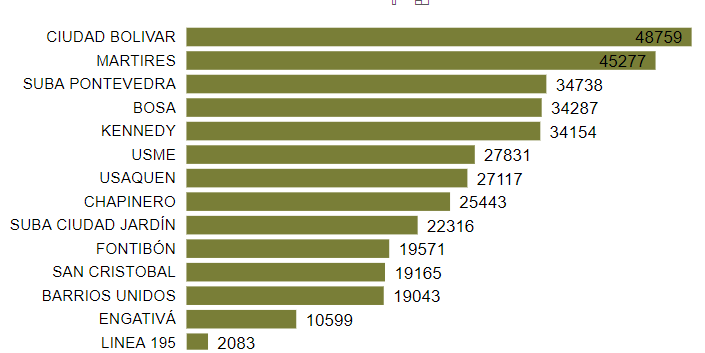 CIUDAD BOLIVAR 48759
MARTIRES 45277
SUBA PONTEVEDRA 34738
BOSA 34287
KENNEDY 34154
USME 27831
USAQUEN 27117
CHAPINERO 25443
SUBA CIUDAD JARDÍN 22316
FONTIBÓN 19571
SAN CRISTOBAL 19165
BARRIOS UNIDOS 19043
ENGATIVÁ 10599
LINEA 195 2083